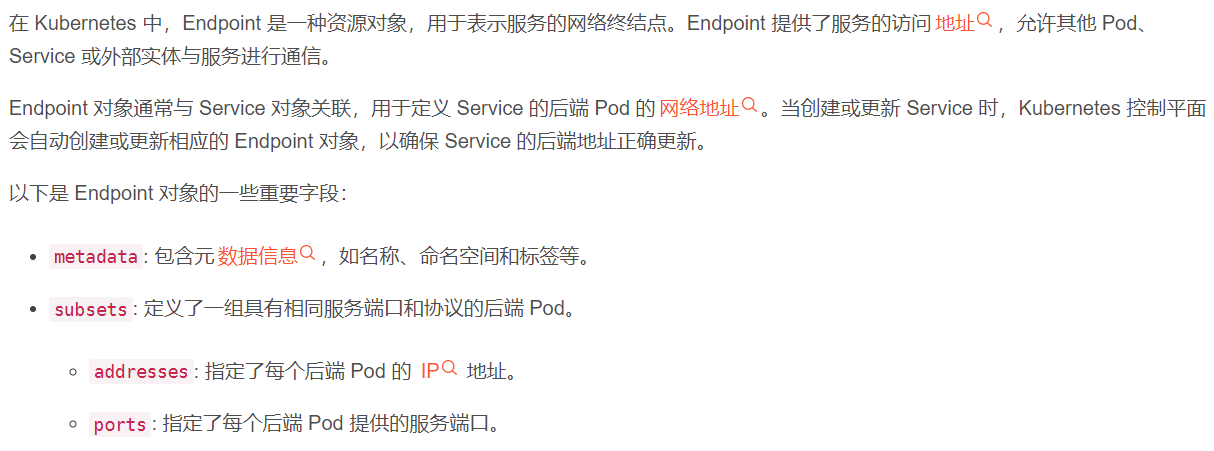 在 Kubernetes 中，Endpoint 是一种资源对象，用于表示服务的网络终结点。Endpoint 提供了服务的访问地址，允许其他 Pod、
Service 或外部实体与服务进行通信。
Endpoint 对象通常与 Service 对象关联，用于定义 Service 的后端 Pod 的网络地址。当创建或更新 Service 时，Kubernetes 控制平面
会自动创建或更新相应的 Endpoint 对象，以确保 Service 的后端地址正确更新。
以下是 Endpoint 对象的一些重要字段：
• metadata: 包含元数据信息，如名称、命名空间和标签等。
• subsets: 定义了一组具有相同服务端口和协议的后端 Pod。
◦ addresses: 指定了每个后端 Pod 的 IP 地址。
◦ ports: 指定了每个后端 Pod 提供的服务端口。